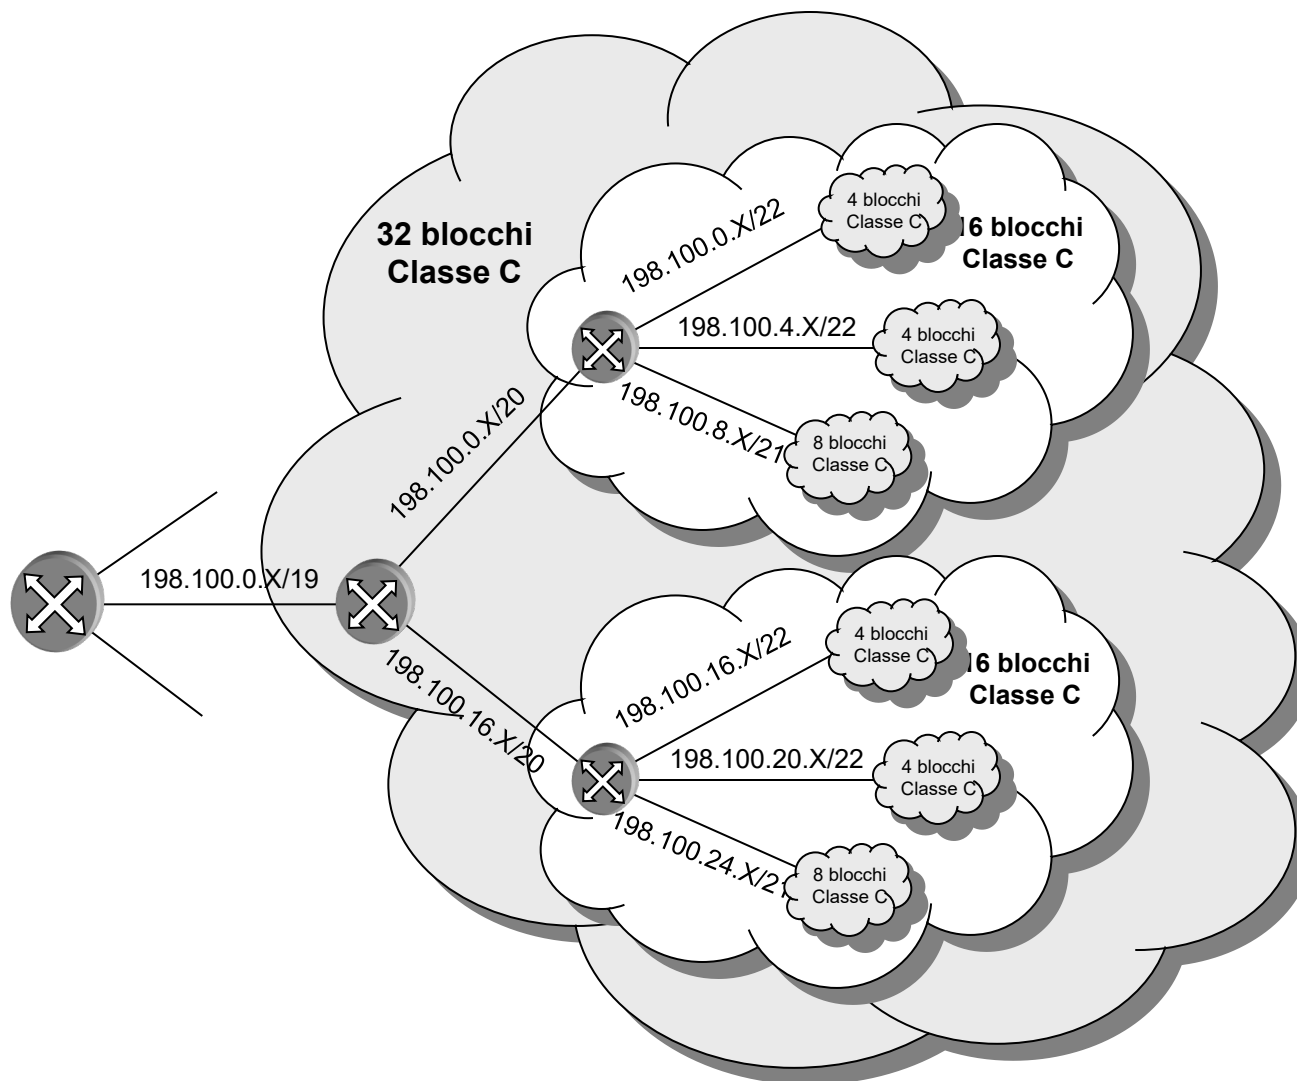 32 blocchi
Classe C
198.100.0.X/22
4 blocchi
Classe C
16 blocchi
Classe C
198.100.4.X/22
4 blocchi
Classe C
198.100.8.X/21
8 blocchi
Classe C
198.100.0.X/20
198.100.0.X/19
198.100.16.X/20
198.100.16.X/22
4 blocchi
Classe C
16 blocchi
Classe C
198.100.20.X/22
4 blocchi
Classe C
198.100.24.X/21
8 blocchi
Classe C